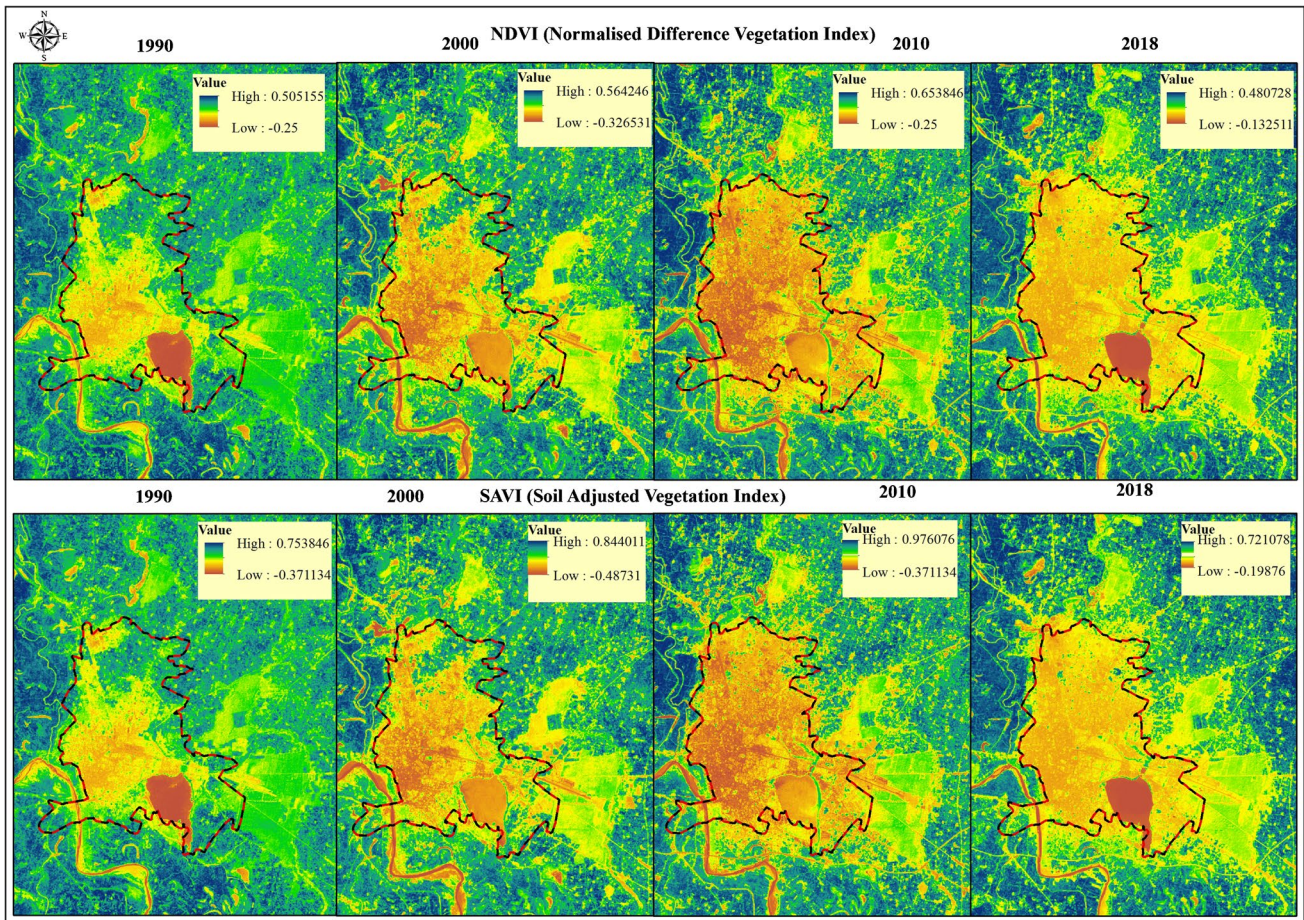 N
W E
S
NDVI (Normalised Difference Vegetation Index)
1990
2000
2010
2018
Value
High : 0.505155
Low : -0.25
Value
High : 0.564246
Low : -0.326531
Value
High : 0.653846
Low : -0.25
Value
High : 0.480728
Low : -0.132511
1990
2000
SAVI (Soil Adjusted Vegetation Index)
2010
2018
Value
High : 0.753846
Low : -0.371134
Value
High : 0.844011
Low : -0.48731
Value
High : 0.976076
Low : -0.371134
Value
High : 0.721078
Low : -0.19876